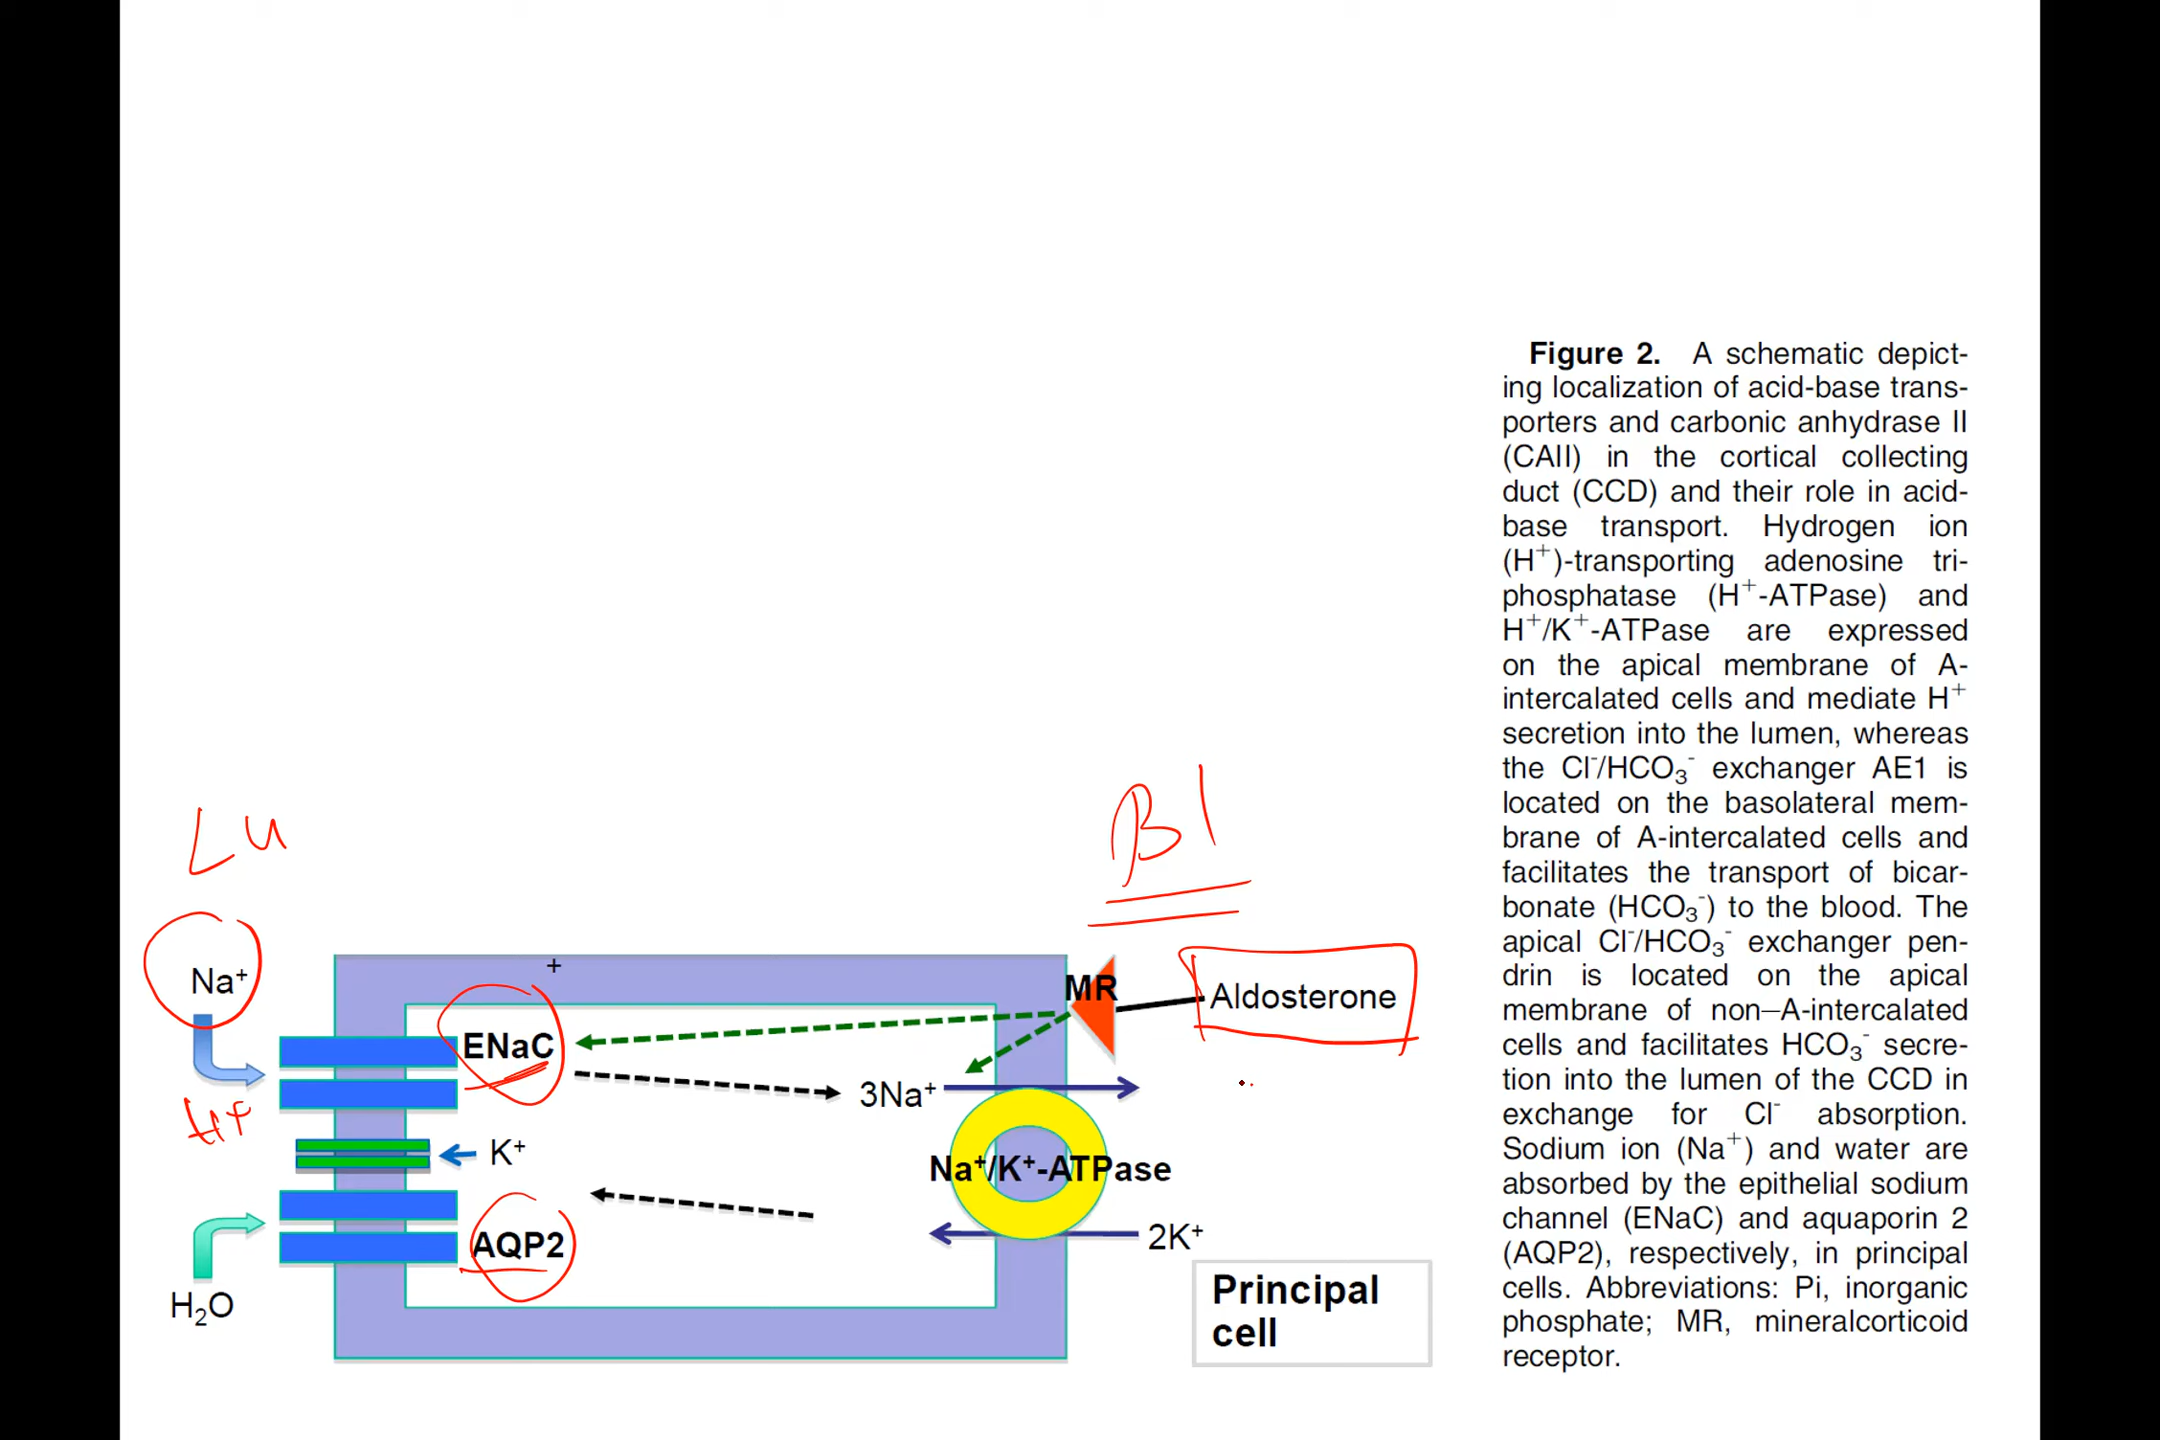 Figure 2. A schematic depict-
ing localization of acid-base trans-
porters and carbonic anhydrase II
(CAII) in the cortical collecting
duct (CCD) and their role in acid-
base transport. Hydrogen ion
(H⁺)-transporting adenosine tri-
phosphatase (H⁺-ATPase) and
H⁺/K⁺-ATPase are expressed
on the apical membrane of A-
intercalated cells and mediate H⁺
secretion into the lumen, whereas
the Cl⁻/HCO₃⁻ exchanger AE1 is
located on the basolateral mem-
brane of A-intercalated cells and
facilitates the transport of bicar-
bonate (HCO₃⁻) to the blood. The
apical Cl⁻/HCO₃⁻ exchanger pen-
drin is located on the apical
membrane of non–A-intercalated
cells and facilitates HCO₃⁻ secre-
tion into the lumen of the CCD in
exchange for Cl⁻ absorption.
Sodium ion (Na⁺) and water are
absorbed by the epithelial sodium
channel (ENaC) and aquaporin 2
(AQP2), respectively, in principal
cells. Abbreviations: Pi, inorganic
phosphate; MR, mineralcorticoid
receptor.
Lu
Bl
Na⁺
+
MR
Aldosterone
ENaC
3Na⁺
H+
K⁺
Na⁺/K⁺-ATPase
AQP2
2K⁺
H₂O
Principal
cell